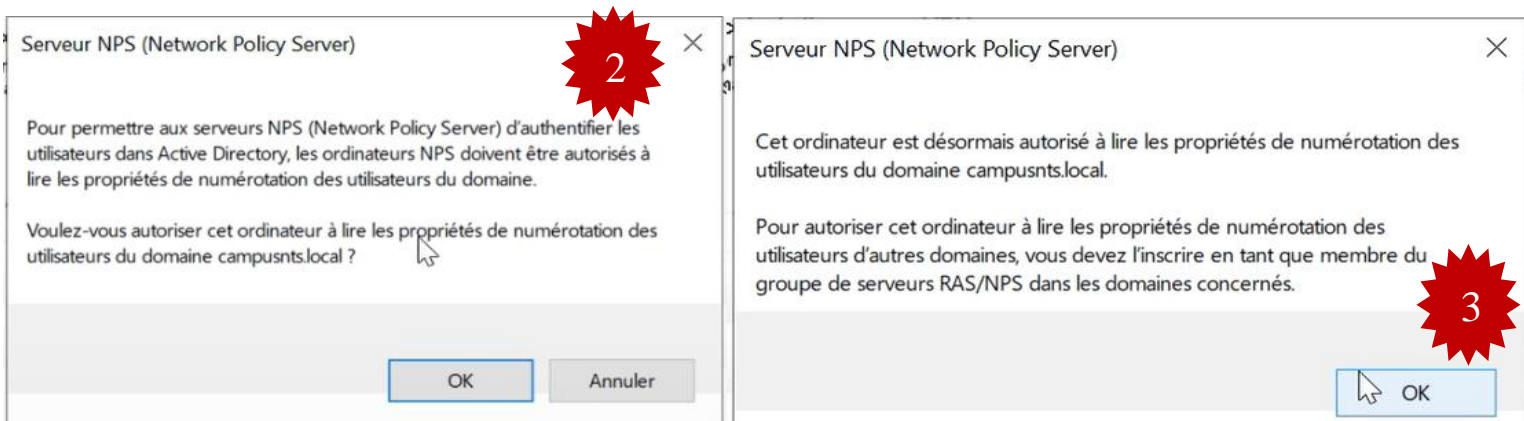 Serveur NPS (Network Policy Server)
2
Pour permettre aux serveurs NPS (Network Policy Server) d'authentifier les
utilisateurs dans Active Directory, les ordinateurs NPS doivent être autorisés à
lire les propriétés de numérotation des utilisateurs du domaine.
Voulez-vous autoriser cet ordinateur à lire les propriétés de numérotation des
utilisateurs du domaine campusnts.local ?
OK
Annuler
Serveur NPS (Network Policy Server)
Cet ordinateur est désormais autorisé à lire les propriétés de numérotation des
utilisateurs du domaine campusnts.local.
Pour autoriser cet ordinateur à lire les propriétés de numérotation des
utilisateurs d'autres domaines, vous devez l'inscrire en tant que membre du
groupe de serveurs RAS/NPS dans les domaines concernés.
3
OK